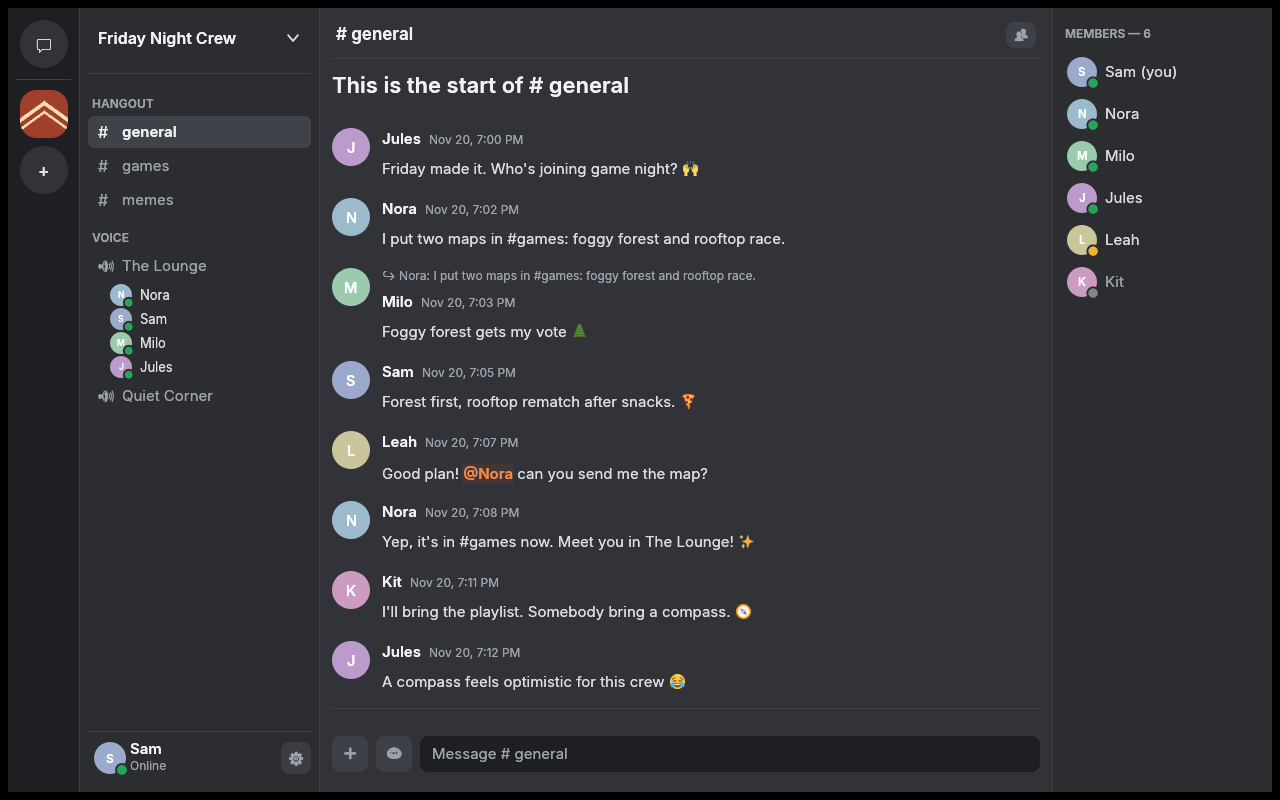 Friday Night Crew
HANGOUT
# general
# games
# memes
VOICE
The Lounge
N Nora
S Sam
M Milo
J Jules
Quiet Corner
S Sam
Online
# general
This is the start of # general
J Jules Nov 20, 7:00 PM
Friday made it. Who's joining game night? 🙌
N Nora Nov 20, 7:02 PM
I put two maps in #games: foggy forest and rooftop race.
↪ Nora: I put two maps in #games: foggy forest and rooftop race.
M Milo Nov 20, 7:03 PM
Foggy forest gets my vote 🌲
S Sam Nov 20, 7:05 PM
Forest first, rooftop rematch after snacks. 🍕
L Leah Nov 20, 7:07 PM
Good plan! @Nora can you send me the map?
N Nora Nov 20, 7:08 PM
Yep, it's in #games now. Meet you in The Lounge! ✨
K Kit Nov 20, 7:11 PM
I'll bring the playlist. Somebody bring a compass. 🧭
J Jules Nov 20, 7:12 PM
A compass feels optimistic for this crew 😂
+ Message # general
MEMBERS — 6
S Sam (you)
N Nora
M Milo
J Jules
L Leah
K Kit